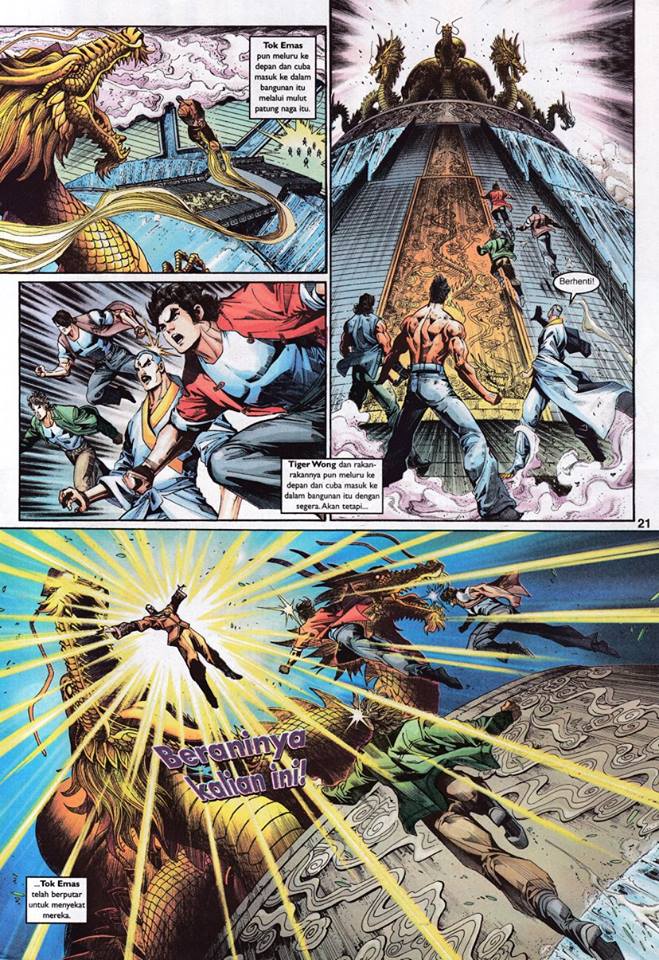 Tok Emas
pun meluru ke
depan dan cuba
masuk ke dalam
bangunan itu
melalui mulut
patung naga itu.
Berhenti!
Tiger Wong dan rakan-
rakannya pun meluru ke
depan dan cuba masuk ke
dalam bangunan itu dengan
segera. Akan tetapi...
21
Beraninya
kalian ini!
...Tok Emas
telah berputar
untuk menyekat
mereka.